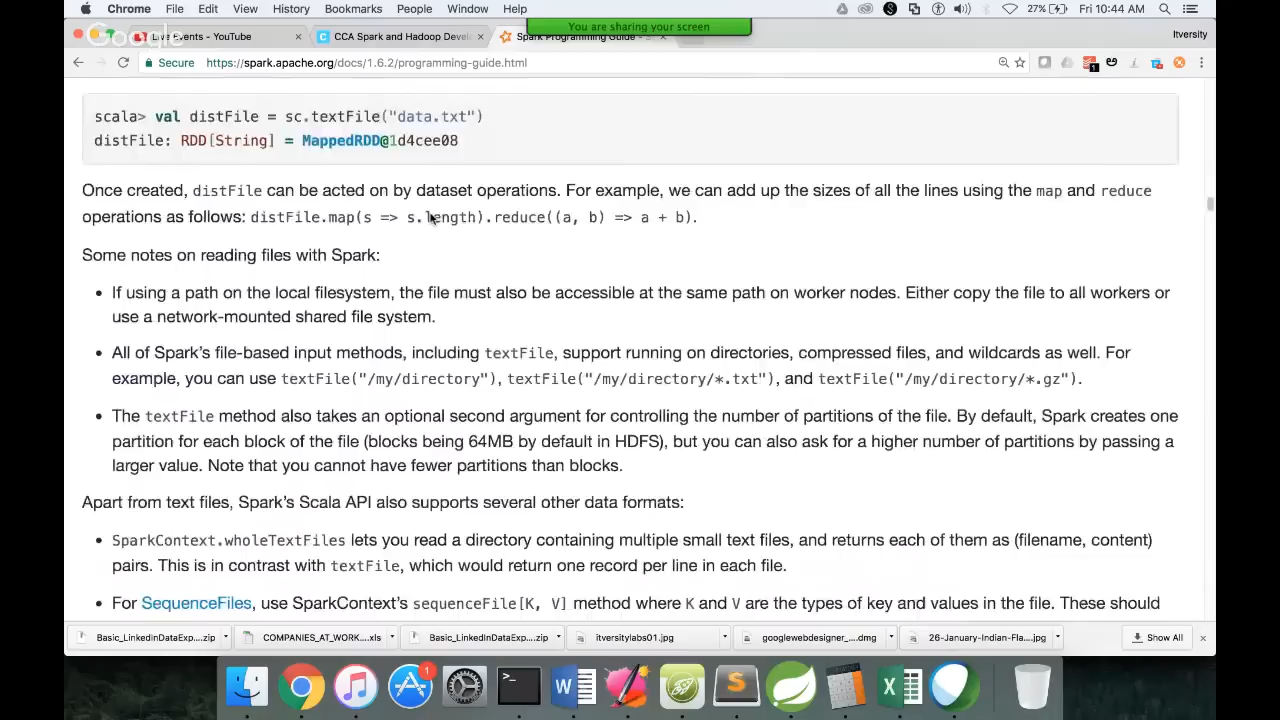 Chrome File Edit View History Bookmarks People Window Help 27% Fri 10:44 AM
You are sharing your screen
Google
Live Events - YouTube × CCA Spark and Hadoop Devel × Spark Programming Guide - × Itversity
Secure https://spark.apache.org/docs/1.6.2/programming-guide.html
scala> val distFile = sc.textFile("data.txt")
distFile: RDD[String] = MappedRDD@1d4cee08
Once created, distFile can be acted on by dataset operations. For example, we can add up the sizes of all the lines using the map and reduce
operations as follows: distFile.map(s => s.length).reduce((a, b) => a + b).
Some notes on reading files with Spark:
• If using a path on the local filesystem, the file must also be accessible at the same path on worker nodes. Either copy the file to all workers or
use a network-mounted shared file system.
• All of Spark's file-based input methods, including textFile, support running on directories, compressed files, and wildcards as well. For
example, you can use textFile("/my/directory"), textFile("/my/directory/*.txt"), and textFile("/my/directory/*.gz").
• The textFile method also takes an optional second argument for controlling the number of partitions of the file. By default, Spark creates one
partition for each block of the file (blocks being 64MB by default in HDFS), but you can also ask for a higher number of partitions by passing a
larger value. Note that you cannot have fewer partitions than blocks.
Apart from text files, Spark's Scala API also supports several other data formats:
• SparkContext.wholeTextFiles lets you read a directory containing multiple small text files, and returns each of them as (filename, content)
pairs. This is in contrast with textFile, which would return one record per line in each file.
• For SequenceFiles, use SparkContext's sequenceFile[K, V] method where K and V are the types of key and values in the file. These should
Basic_LinkedInDataExp....zip COMPANIES_AT_WORK....xls Basic_LinkedInDataExp....zip itversitylabs01.jpg googlewebdesigner_....dmg 26-January-Indian-Fla....jpg Show All
1